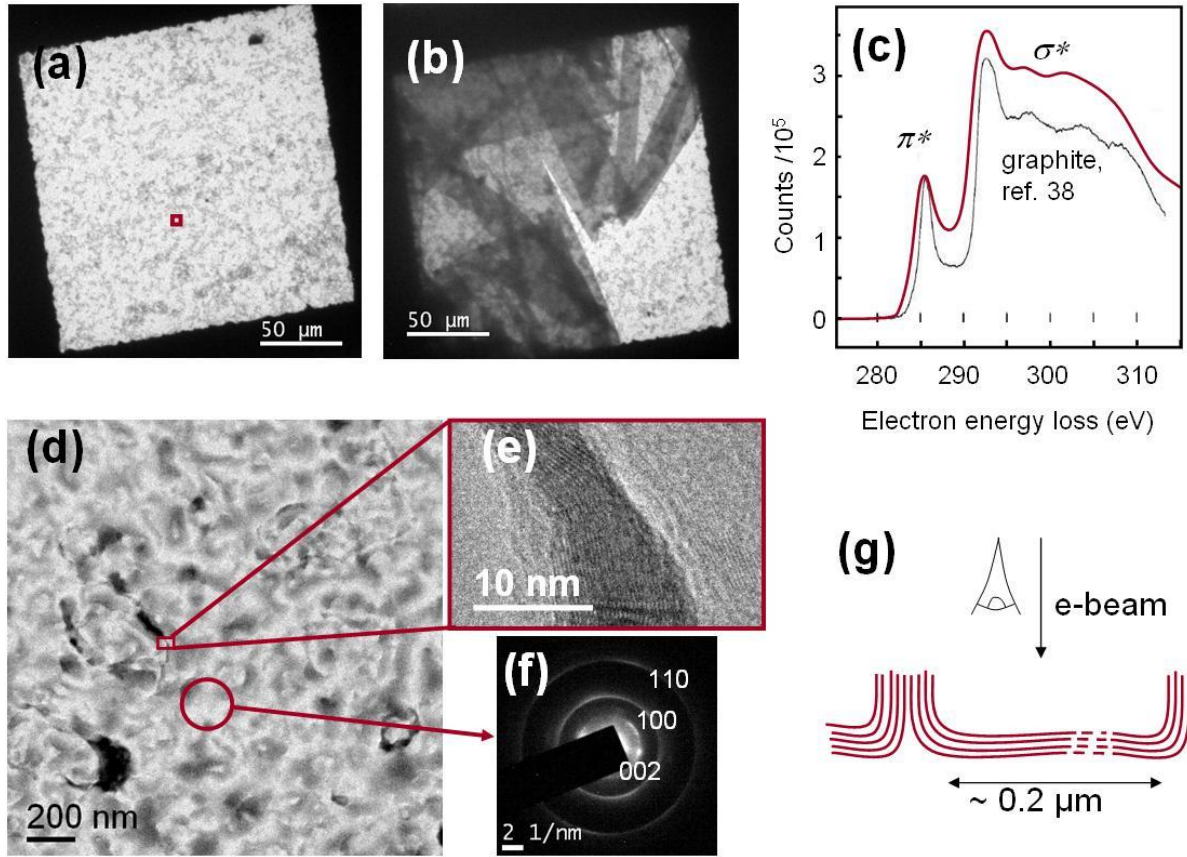 (a)
50 µm
(b)
50 µm
(c)
σ*
π*
graphite,
ref. 38
Counts /10⁵
3
2
1
0
280 290 300 310
Electron energy loss (eV)
(d)
200 nm
(e)
10 nm
(f)
110
100
002
2 1/nm
(g)
e-beam
~ 0.2 µm